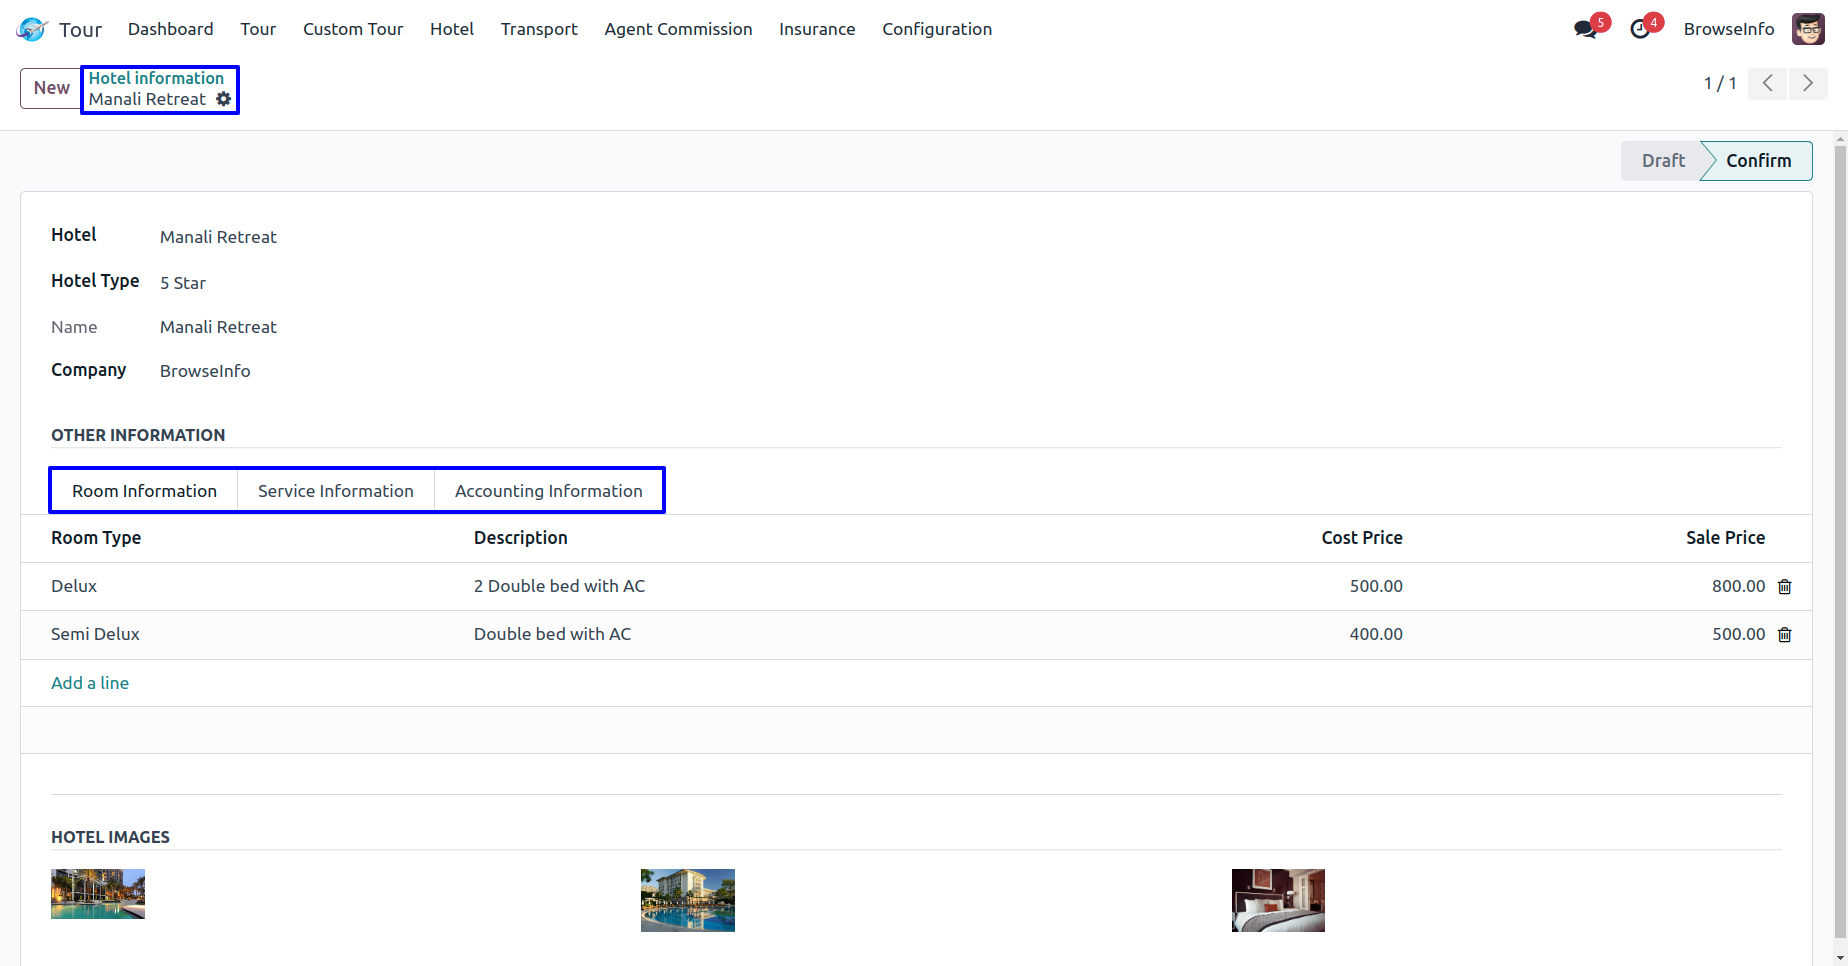 Tour Dashboard Tour Custom Tour Hotel Transport Agent Commission Insurance Configuration 5 4 BrowseInfo
New Hotel information
Manali Retreat
1 / 1
Draft Confirm
Hotel Manali Retreat
Hotel Type 5 Star
Name Manali Retreat
Company BrowseInfo
OTHER INFORMATION
Room Information Service Information Accounting Information
Room Type Description Cost Price Sale Price
Delux 2 Double bed with AC 500.00 800.00
Semi Delux Double bed with AC 400.00 500.00
Add a line
HOTEL IMAGES